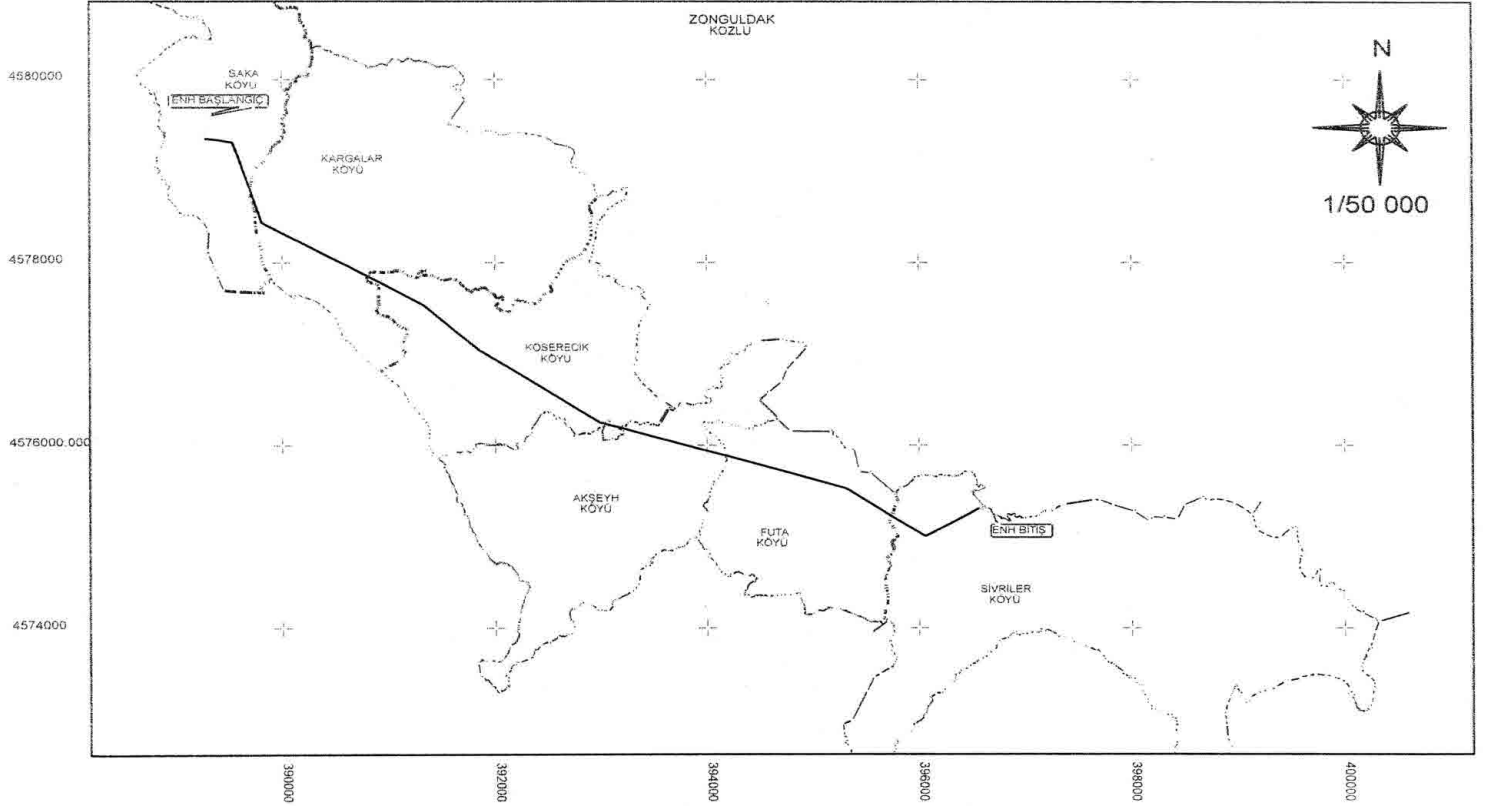 ZONGULDAK
KOZLU
N
1/50 000
4580000
SAKA
KÖYÜ
ENH BAŞLANGIÇ
KARGALAR
KÖYÜ
4578000
KÖSERECİK
KÖYÜ
4576000.000
AKŞEYH
KÖYÜ
FUTA
KÖYÜ
ENH BİTİŞ
SİVRİLER
KÖYÜ
4574000
390000
392000
394000
396000
398000
400000